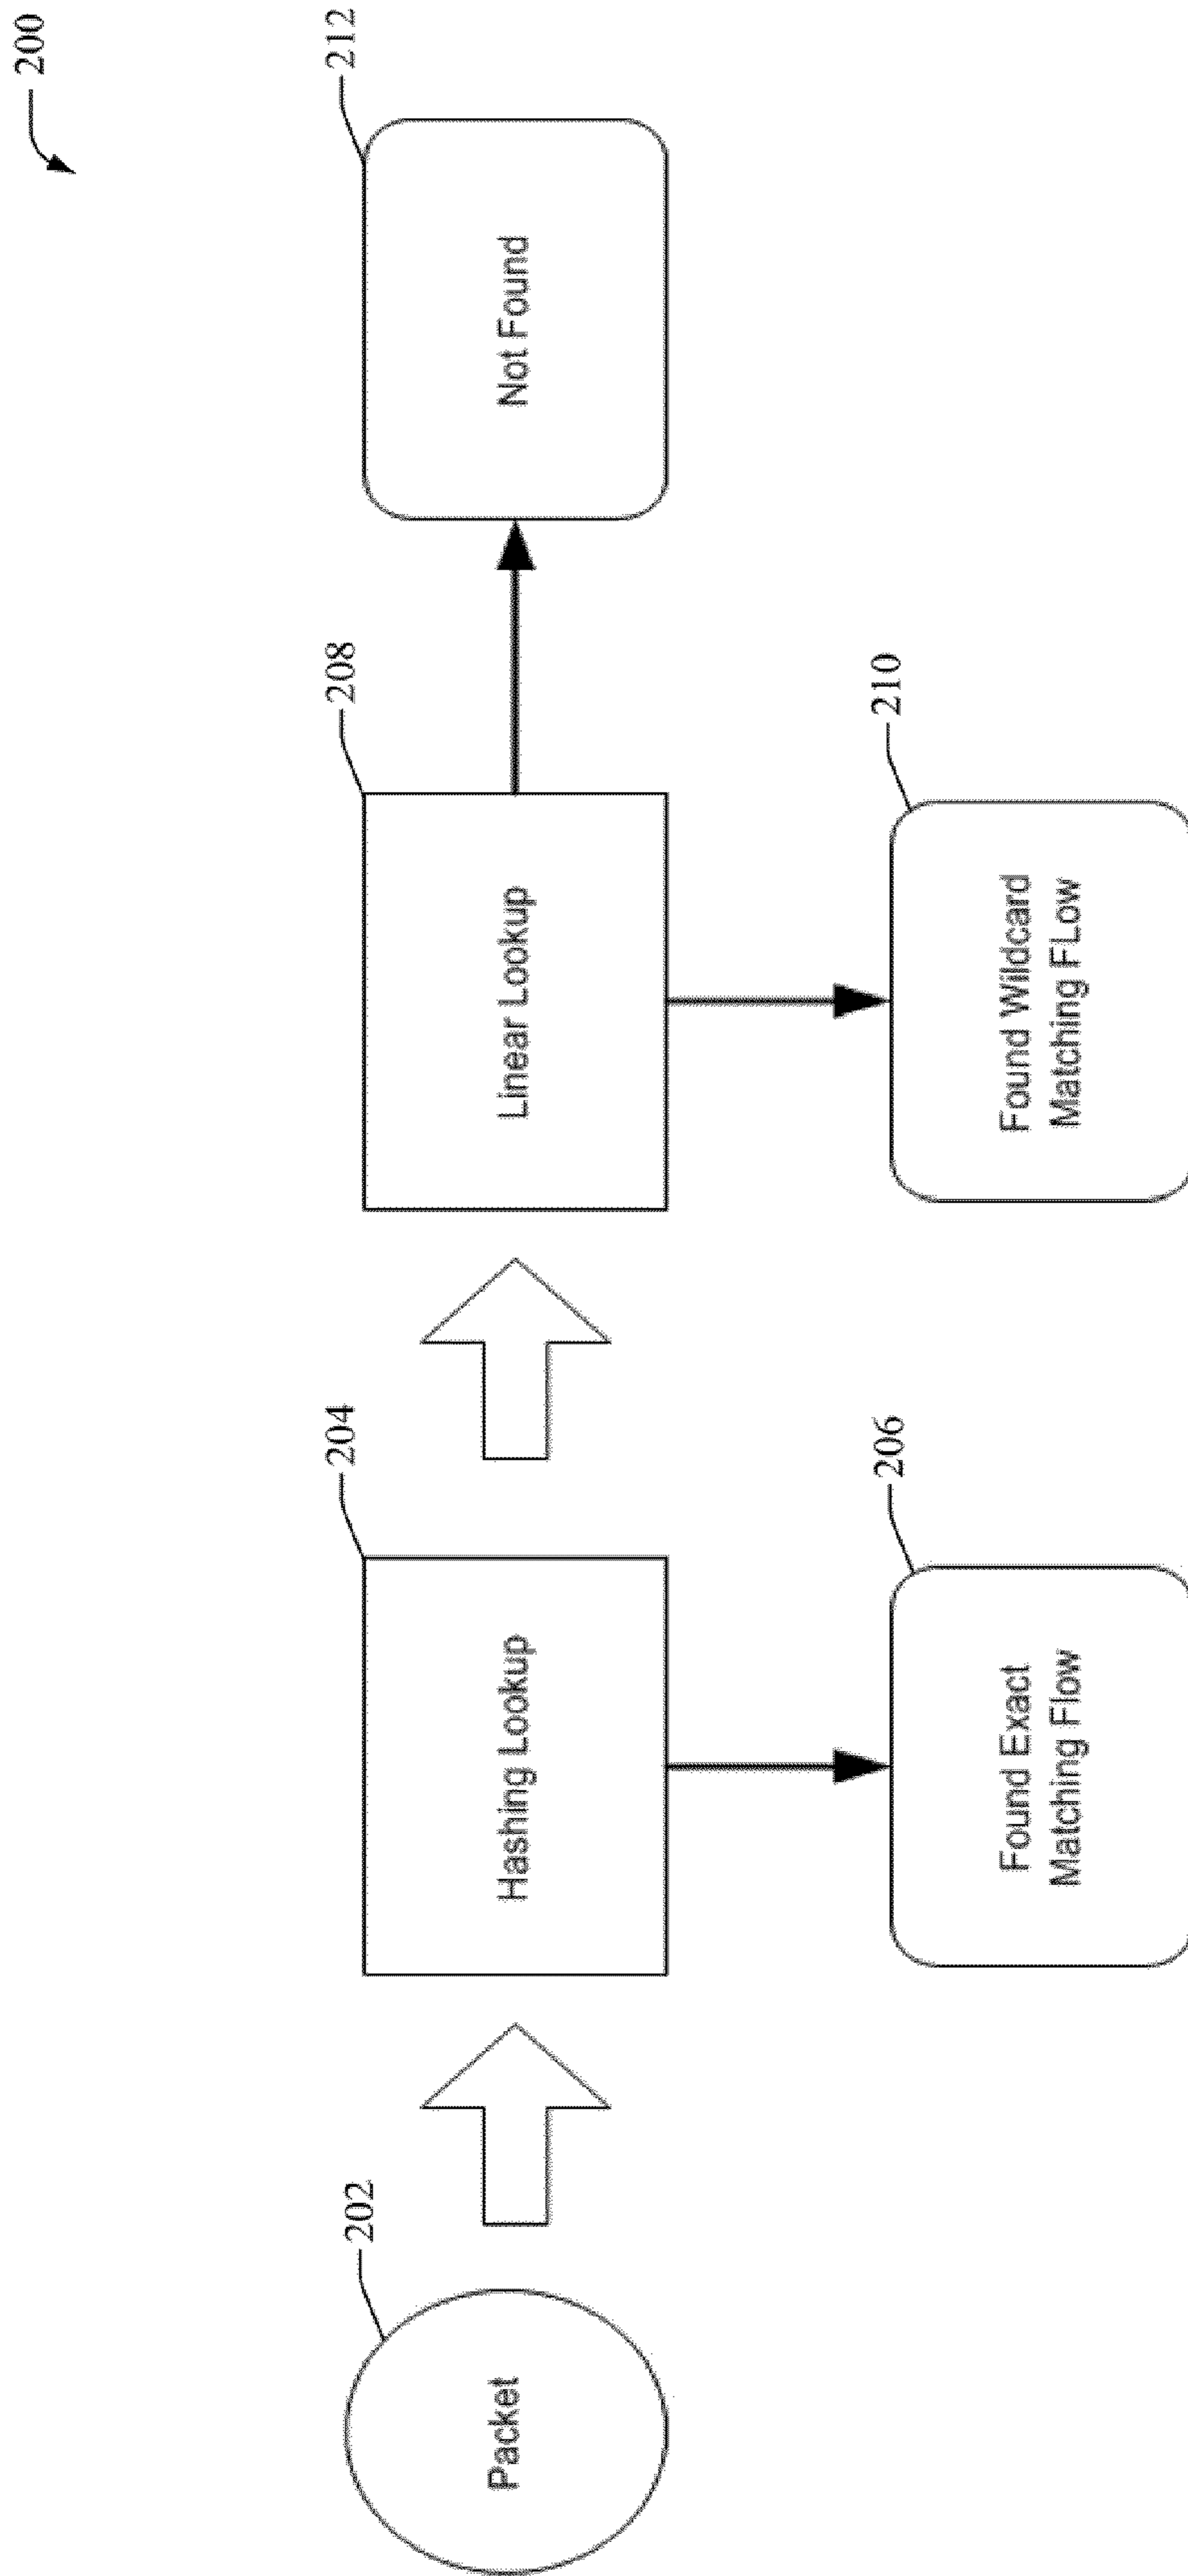 200
202
Packet
204
Hashing Lookup
206
Found Exact
Matching Flow
208
Linear Lookup
210
Found Wildcard
Matching FLow
212
Not Found